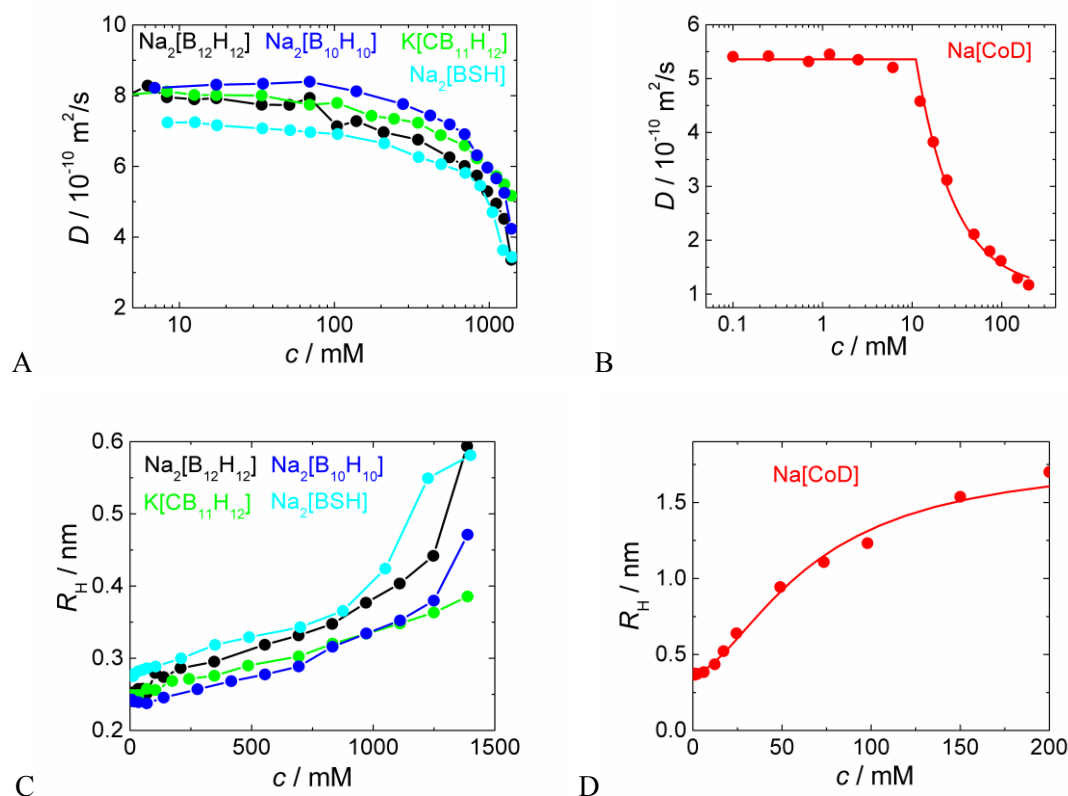 A
Na₂[B₁₂H₁₂] Na₂[B₁₀H₁₀] K[CB₁₁H₁₂]
Na₂[BSH]
D / 10⁻¹⁰ m²/s
10
8
6
4
2
10 100 1000
c / mM
B
Na[CoD]
D / 10⁻¹⁰ m²/s
6
5
4
3
2
1
0.1 1 10 100
c / mM
C
Na₂[B₁₂H₁₂] Na₂[B₁₀H₁₀]
K[CB₁₁H₁₂] Na₂[BSH]
R_H / nm
0.6
0.5
0.4
0.3
0.2
0 500 1000 1500
c / mM
D
Na[CoD]
R_H / nm
1.5
1.0
0.5
0.0
0 50 100 150 200
c / mM